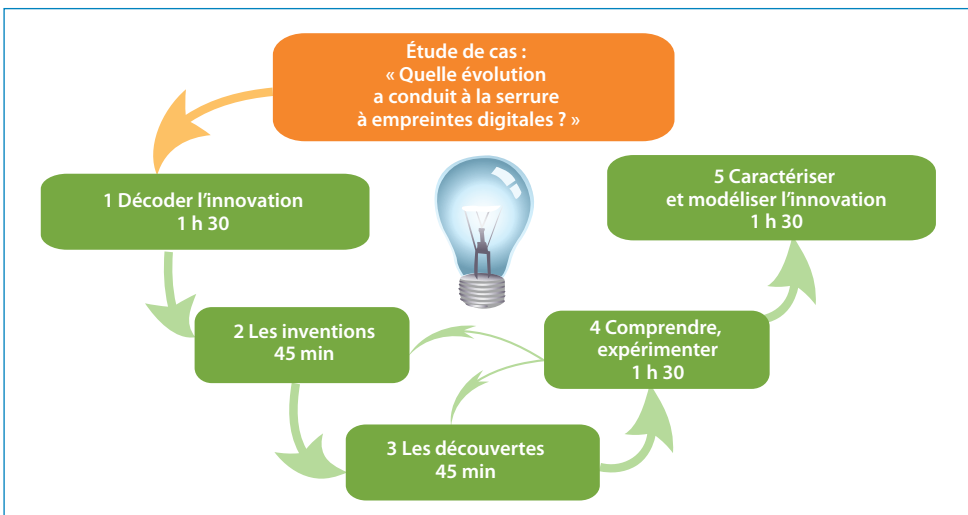 Étude de cas :
« Quelle évolution
a conduit à la serrure
à empreintes digitales ? »
1 Décoder l'innovation
1 h 30
2 Les inventions
45 min
3 Les découvertes
45 min
4 Comprendre,
expérimenter
1 h 30
5 Caractériser
et modéliser l'innovation
1 h 30